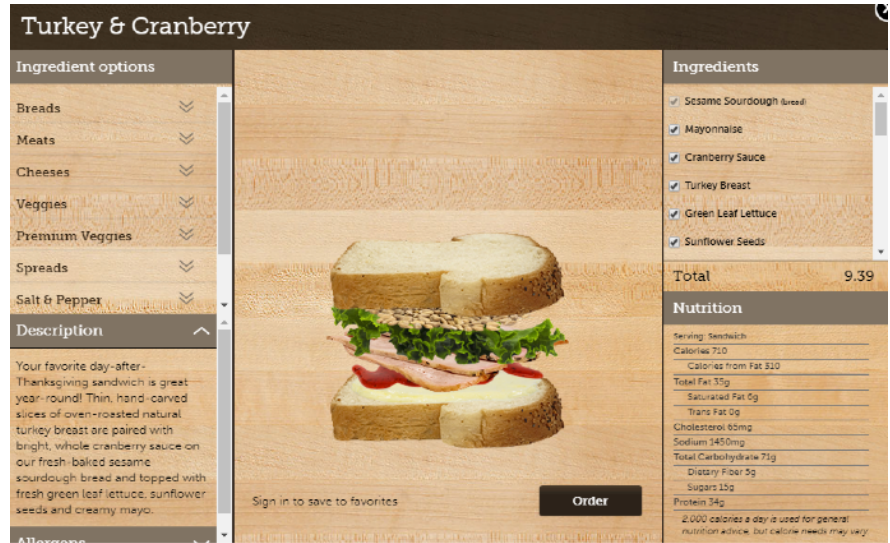 Turkey & Cranberry
Ingredient options
Breads
Meats
Cheeses
Veggies
Premium Veggies
Spreads
Salt & Pepper
Description
Your favorite day-after-
Thanksgiving sandwich is great
year-round! Thin, hand-carved
slices of oven-roasted natural
turkey breast are paired with
bright, whole cranberry sauce on
our fresh-baked sesame
sourdough bread and topped with
fresh green leaf lettuce, sunflower
seeds and creamy mayo.
Allergens
Sign in to save to favorites
Order
Ingredients
Sesame Sourdough (bread)
Mayonnaise
Cranberry Sauce
Turkey Breast
Green Leaf Lettuce
Sunflower Seeds
Total 9.39
Nutrition
Serving: Sandwich
Calories 710
Calories from Fat 310
Total Fat 35g
Saturated Fat 6g
Trans Fat 0g
Cholesterol 65mg
Sodium 1450mg
Total Carbohydrate 71g
Dietary Fiber 5g
Sugars 15g
Protein 34g
2,000 calories a day is used for general
nutrition advice, but calorie needs may vary